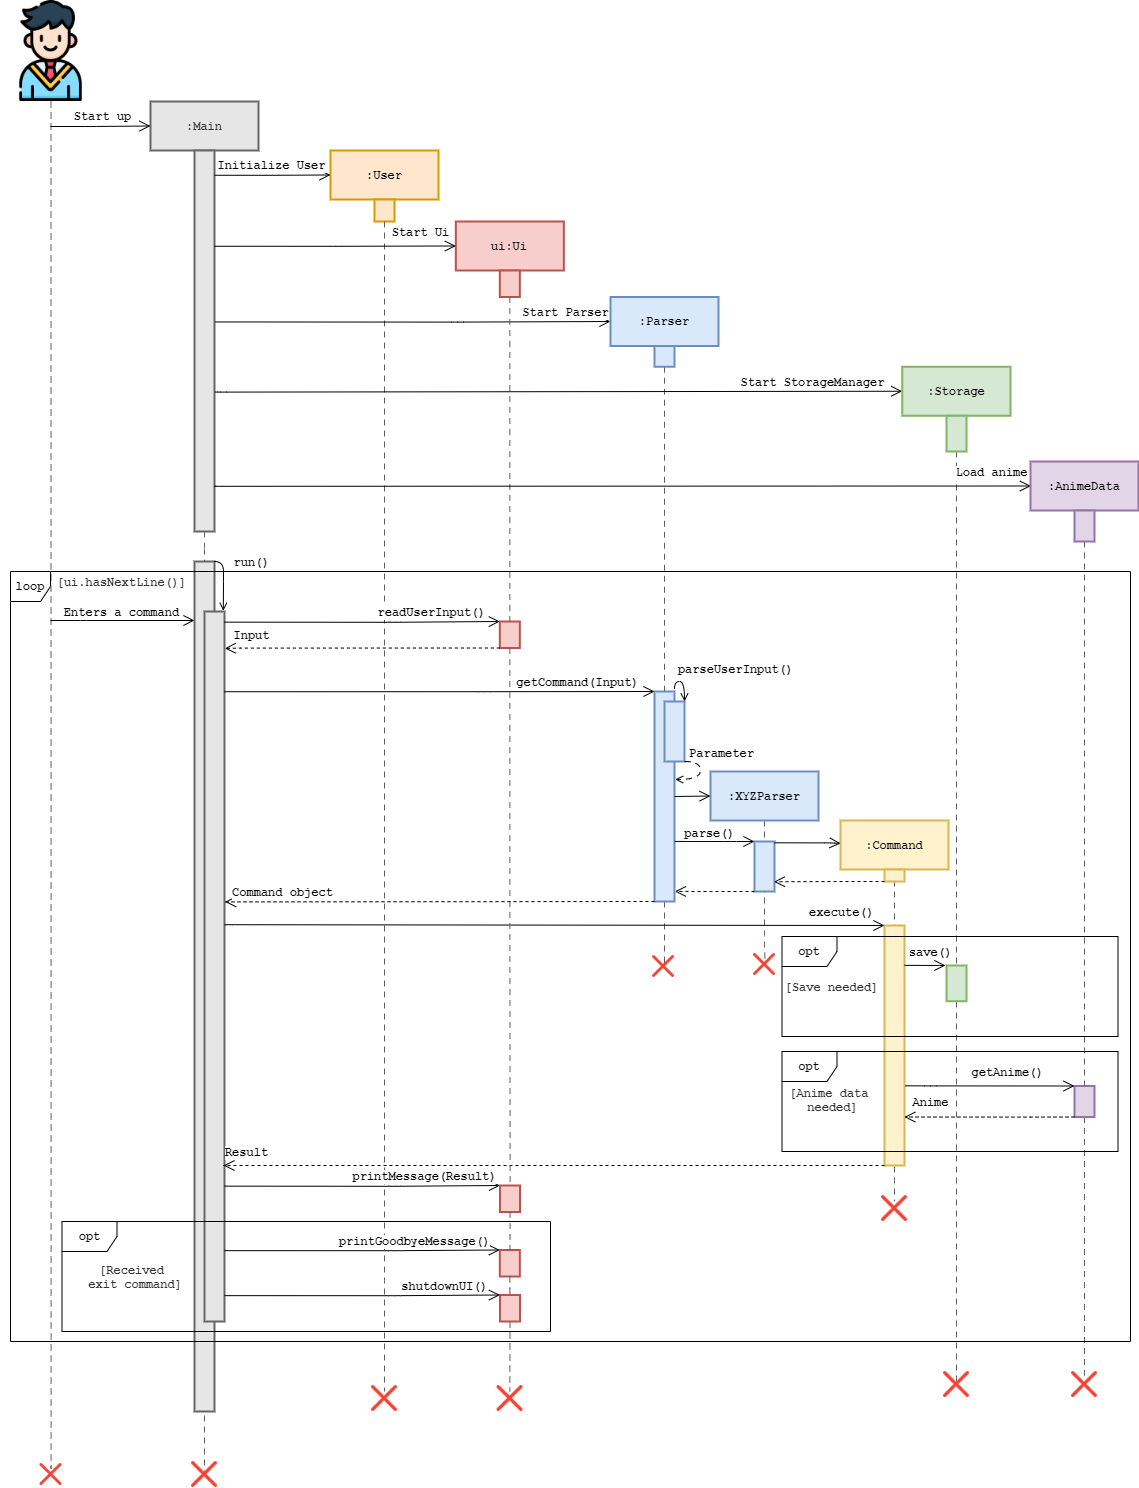 Start up
:Main
Initialize User
:User
Start Ui
ui:Ui
Start Parser
:Parser
Start StorageManager
:Storage
Load anime
:AnimeData
run()
loop
[ui.hasNextLine()]
Enters a command
readUserInput()
Input
parseUserInput()
getCommand(Input)
Parameter
:XYZParser
parse()
:Command
Command object
execute()
opt
save()
[Save needed]
opt
getAnime()
[Anime data
needed]
Anime
Result
printMessage(Result)
opt
printGoodbyeMessage()
[Received
exit command]
shutdownUI()